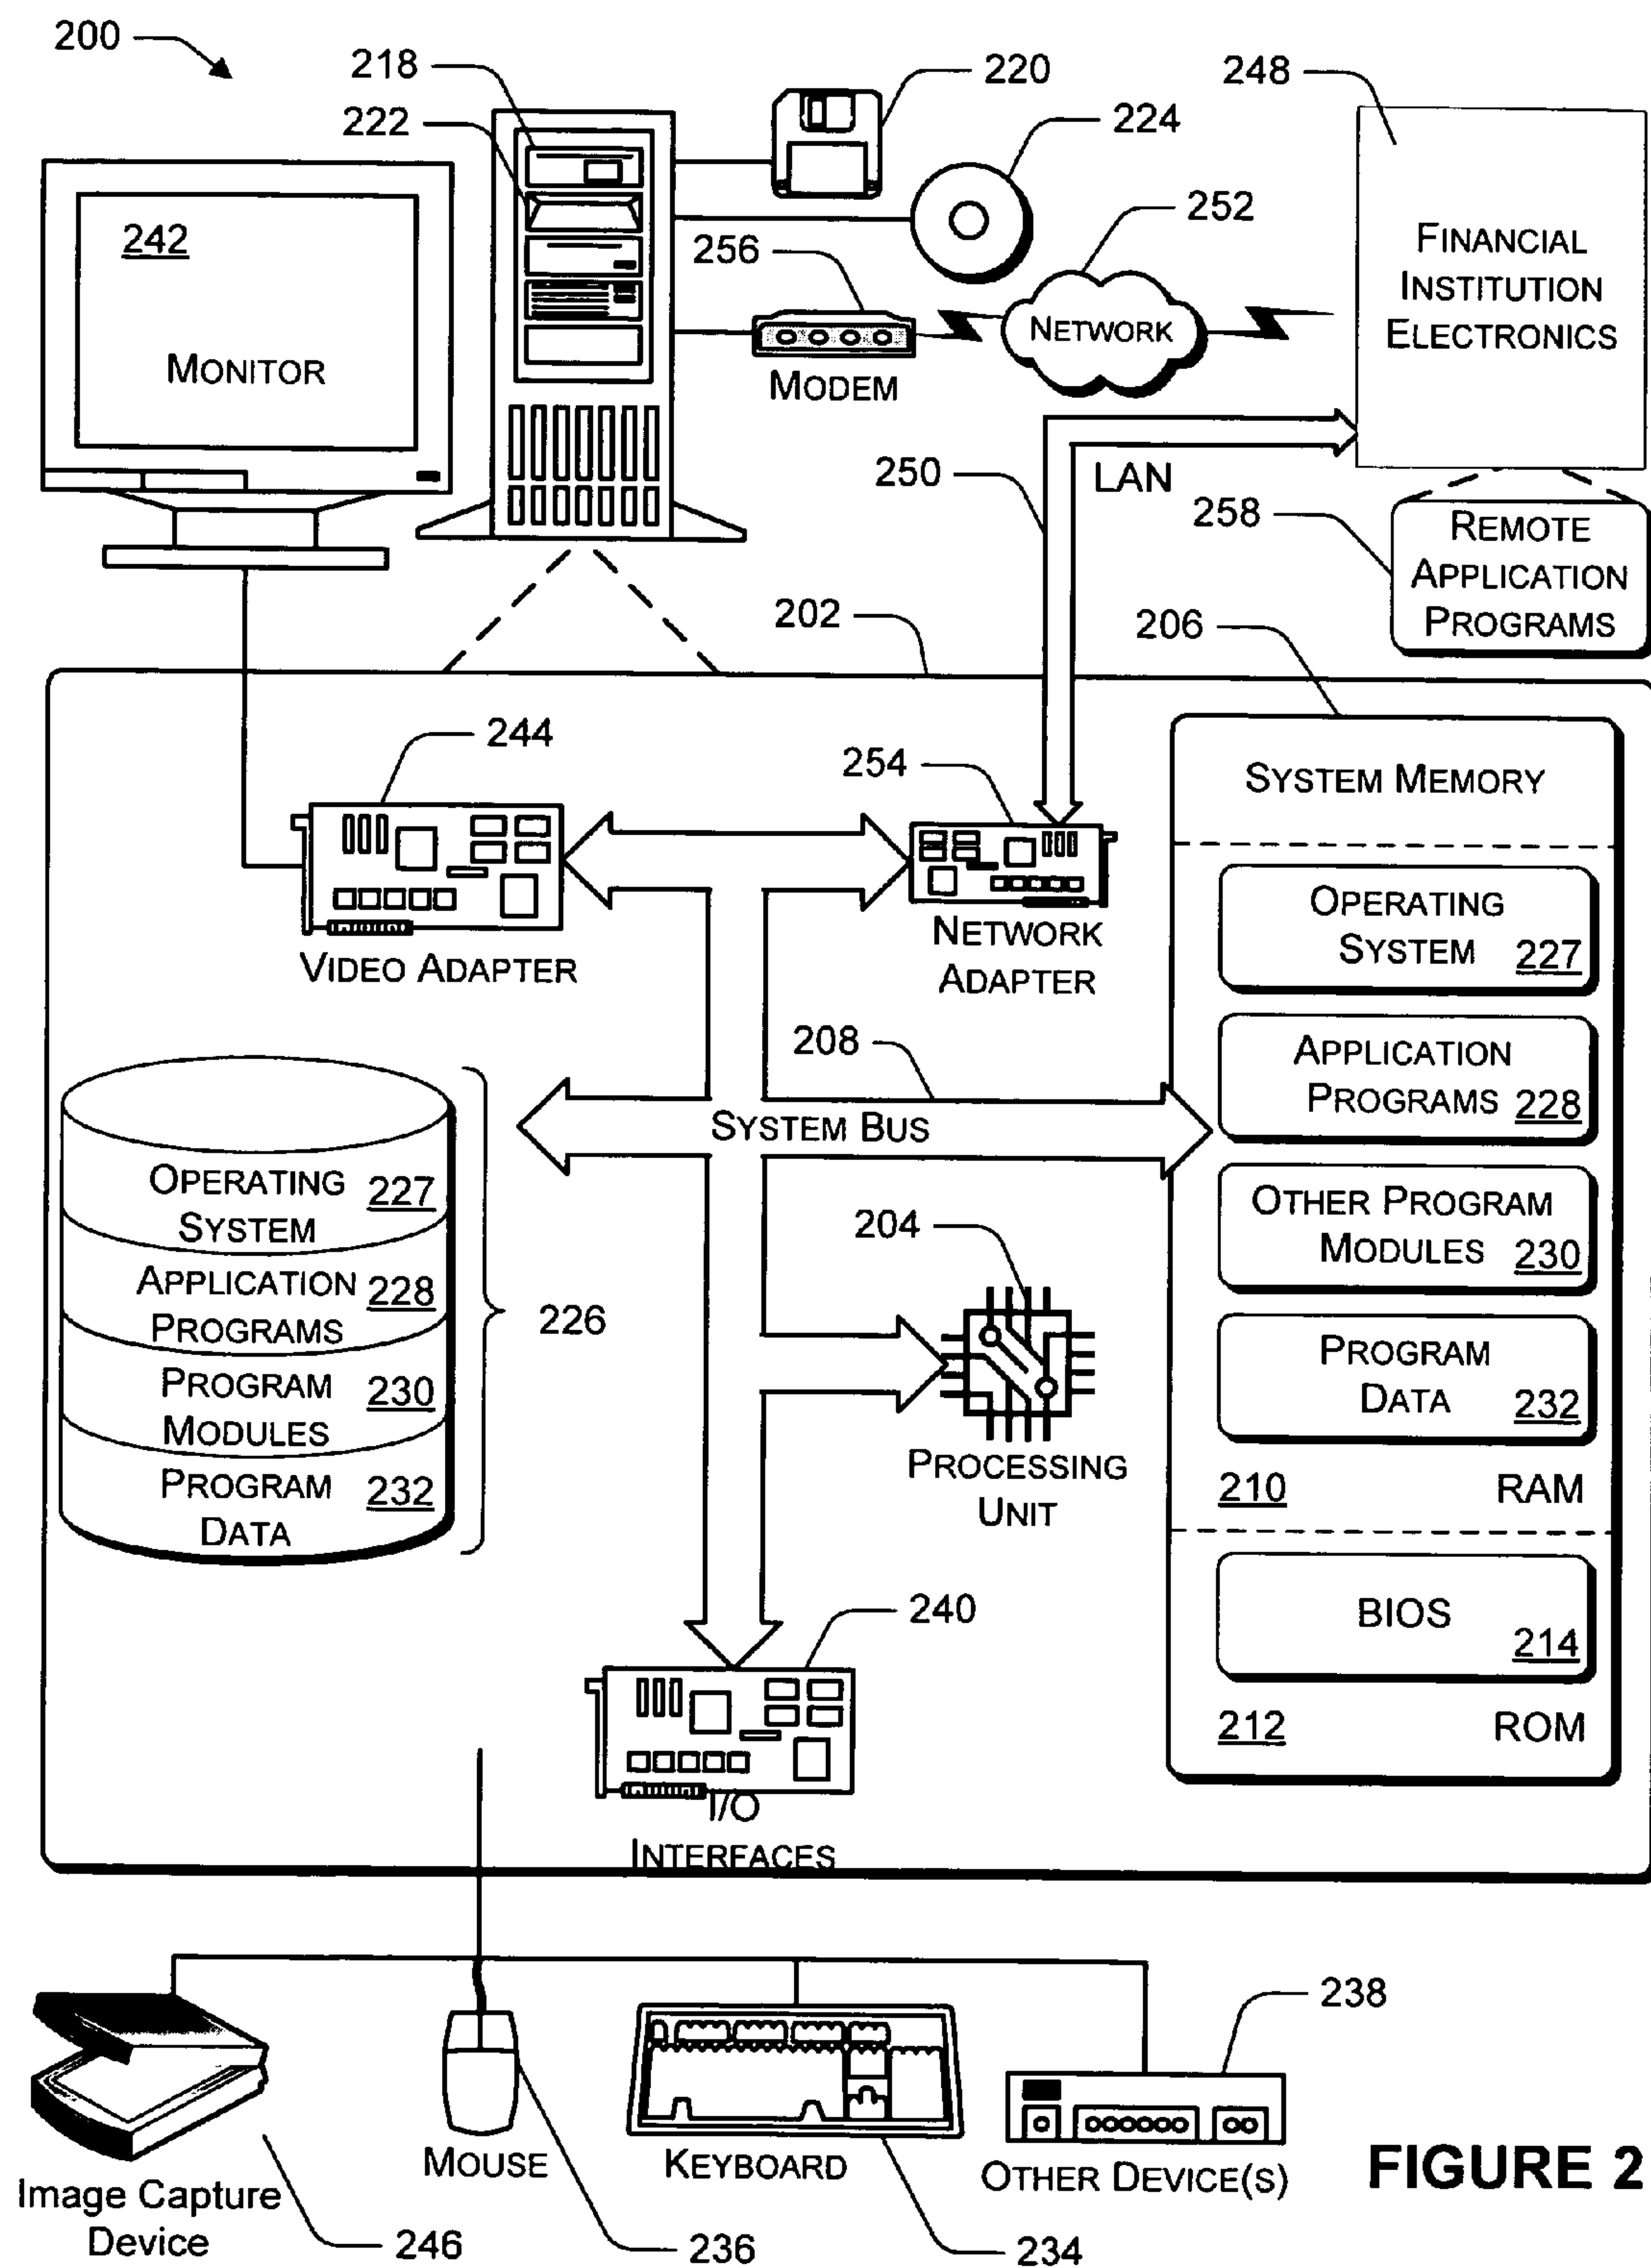 200
218
222
220
224
248
252
256
242
MONITOR
NETWORK
MODEM
FINANCIAL
INSTITUTION
ELECTRONICS
250
LAN
258
REMOTE
APPLICATION
PROGRAMS
202
206
244
254
SYSTEM MEMORY
VIDEO ADAPTER
NETWORK
ADAPTER
OPERATING
SYSTEM 227
208
APPLICATION
PROGRAMS 228
SYSTEM BUS
OPERATING 227
SYSTEM
APPLICATION 228
PROGRAMS
PROGRAM 230
MODULES
PROGRAM 232
DATA
226
204
OTHER PROGRAM
MODULES 230
PROGRAM
DATA 232
PROCESSING
UNIT
210 RAM
240
BIOS
214
212 ROM
I/O
INTERFACES
238
MOUSE
KEYBOARD
OTHER DEVICE(S)
Image Capture
Device
246
236
234
FIGURE 2